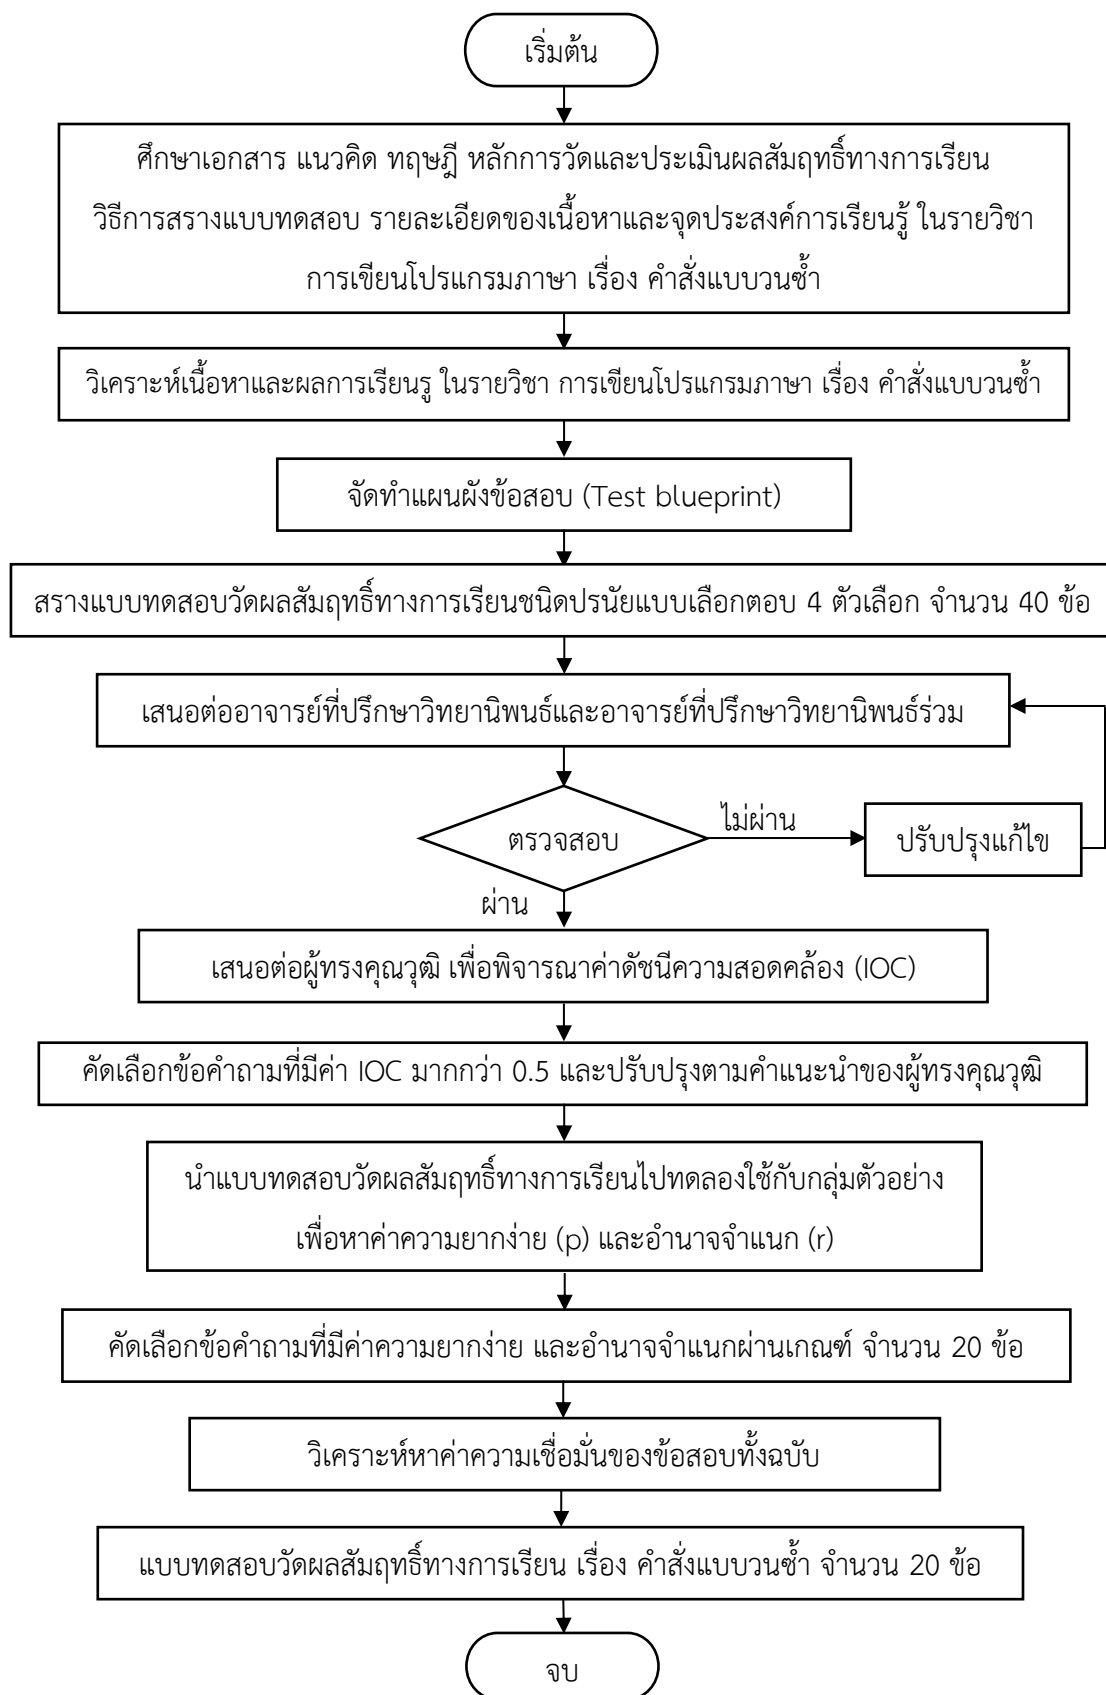 เริ่มต้น
ศึกษาเอกสาร แนวคิด ทฤษฎี หลักการวัดและประเมินผลสัมฤทธิ์ทางการเรียน
วิธีการสรางแบบทดสอบ รายละเอียดของเนื้อหาและจุดประสงค์การเรียนรู้ ในรายวิชา
การเขียนโปรแกรมภาษา เรื่อง คำสั่งแบบวนซ้ำ
วิเคราะห์เนื้อหาและผลการเรียนรู ในรายวิชา การเขียนโปรแกรมภาษา เรื่อง คำสั่งแบบวนซ้ำ
จัดทำแผนผังข้อสอบ (Test blueprint)
สรางแบบทดสอบวัดผลสัมฤทธิ์ทางการเรียนชนิดปรนัยแบบเลือกตอบ 4 ตัวเลือก จำนวน 40 ข้อ
เสนอต่ออาจารย์ที่ปรึกษาวิทยานิพนธ์และอาจารย์ที่ปรึกษาวิทยานิพนธ์ร่วม
ตรวจสอบ
ไม่ผ่าน
ปรับปรุงแก้ไข
ผ่าน
เสนอต่อผู้ทรงคุณวุฒิ เพื่อพิจารณาค่าดัชนีความสอดคล้อง (IOC)
คัดเลือกข้อคำถามที่มีค่า IOC มากกว่า 0.5 และปรับปรุงตามคำแนะนำของผู้ทรงคุณวุฒิ
นำแบบทดสอบวัดผลสัมฤทธิ์ทางการเรียนไปทดลองใช้กับกลุ่มตัวอย่าง
เพื่อหาค่าความยากง่าย (p) และอำนาจจำแนก (r)
คัดเลือกข้อคำถามที่มีค่าความยากง่าย และอำนาจจำแนกผ่านเกณฑ์ จำนวน 20 ข้อ
วิเคราะห์หาค่าความเชื่อมั่นของข้อสอบทั้งฉบับ
แบบทดสอบวัดผลสัมฤทธิ์ทางการเรียน เรื่อง คำสั่งแบบวนซ้ำ จำนวน 20 ข้อ
จบ